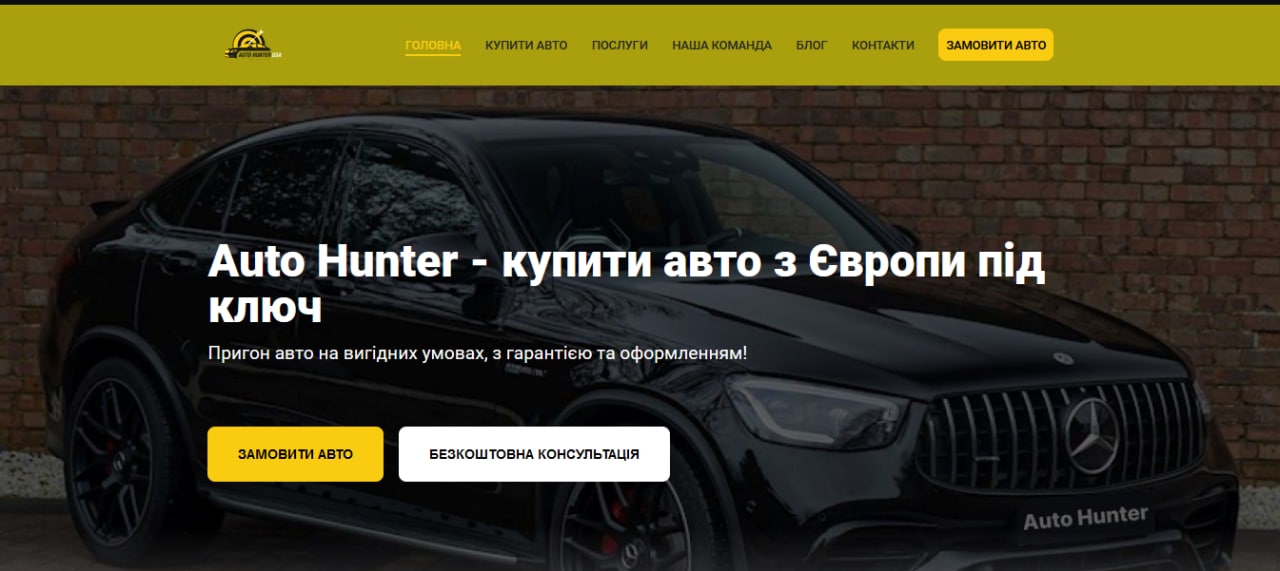 AUTO HUNTER USA
ГОЛОВНА КУПИТИ АВТО ПОСЛУГИ НАША КОМАНДА БЛОГ КОНТАКТИ ЗАМОВИТИ АВТО
Auto Hunter - купити авто з Європи під
ключ
Пригон авто на вигідних умовах, з гарантією та оформленням!
ЗАМОВИТИ АВТО БЕЗКОШТОВНА КОНСУЛЬТАЦІЯ
Auto Hunter